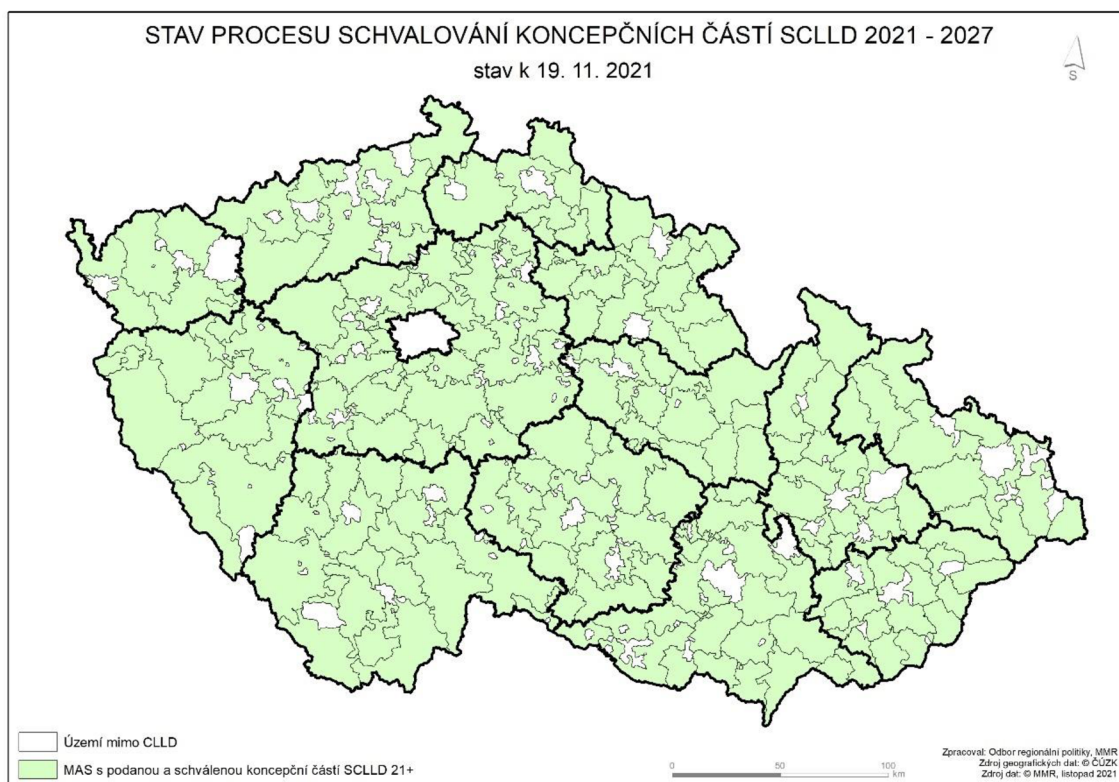 STAV PROCESU SCHVALOVÁNÍ KONCEPČNÍCH ČÁSTÍ SCLLD 2021 - 2027
stav k 19. 11. 2021
S
Území mimo CLLD
MAS s podanou a schválenou koncepční částí SCLLD 21+
0 50 100
km
Zpracoval: Odbor regionální politiky, MMR
Zdroj geografických dat: © ČÚZK
Zdroj dat: © MMR, listopad 2021